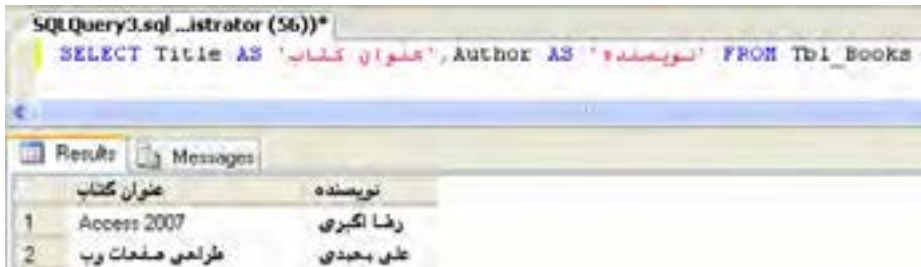 SQLQuery3.sql ...istrator (56))*
SELECT Title AS 'عنوان کتاب',Author AS 'نویسنده' FROM Tbl_Books
Results Messages
عنوان کتاب نویسنده
1 Access 2007 رضا اکبری
2 طراحی صفحات وب علی